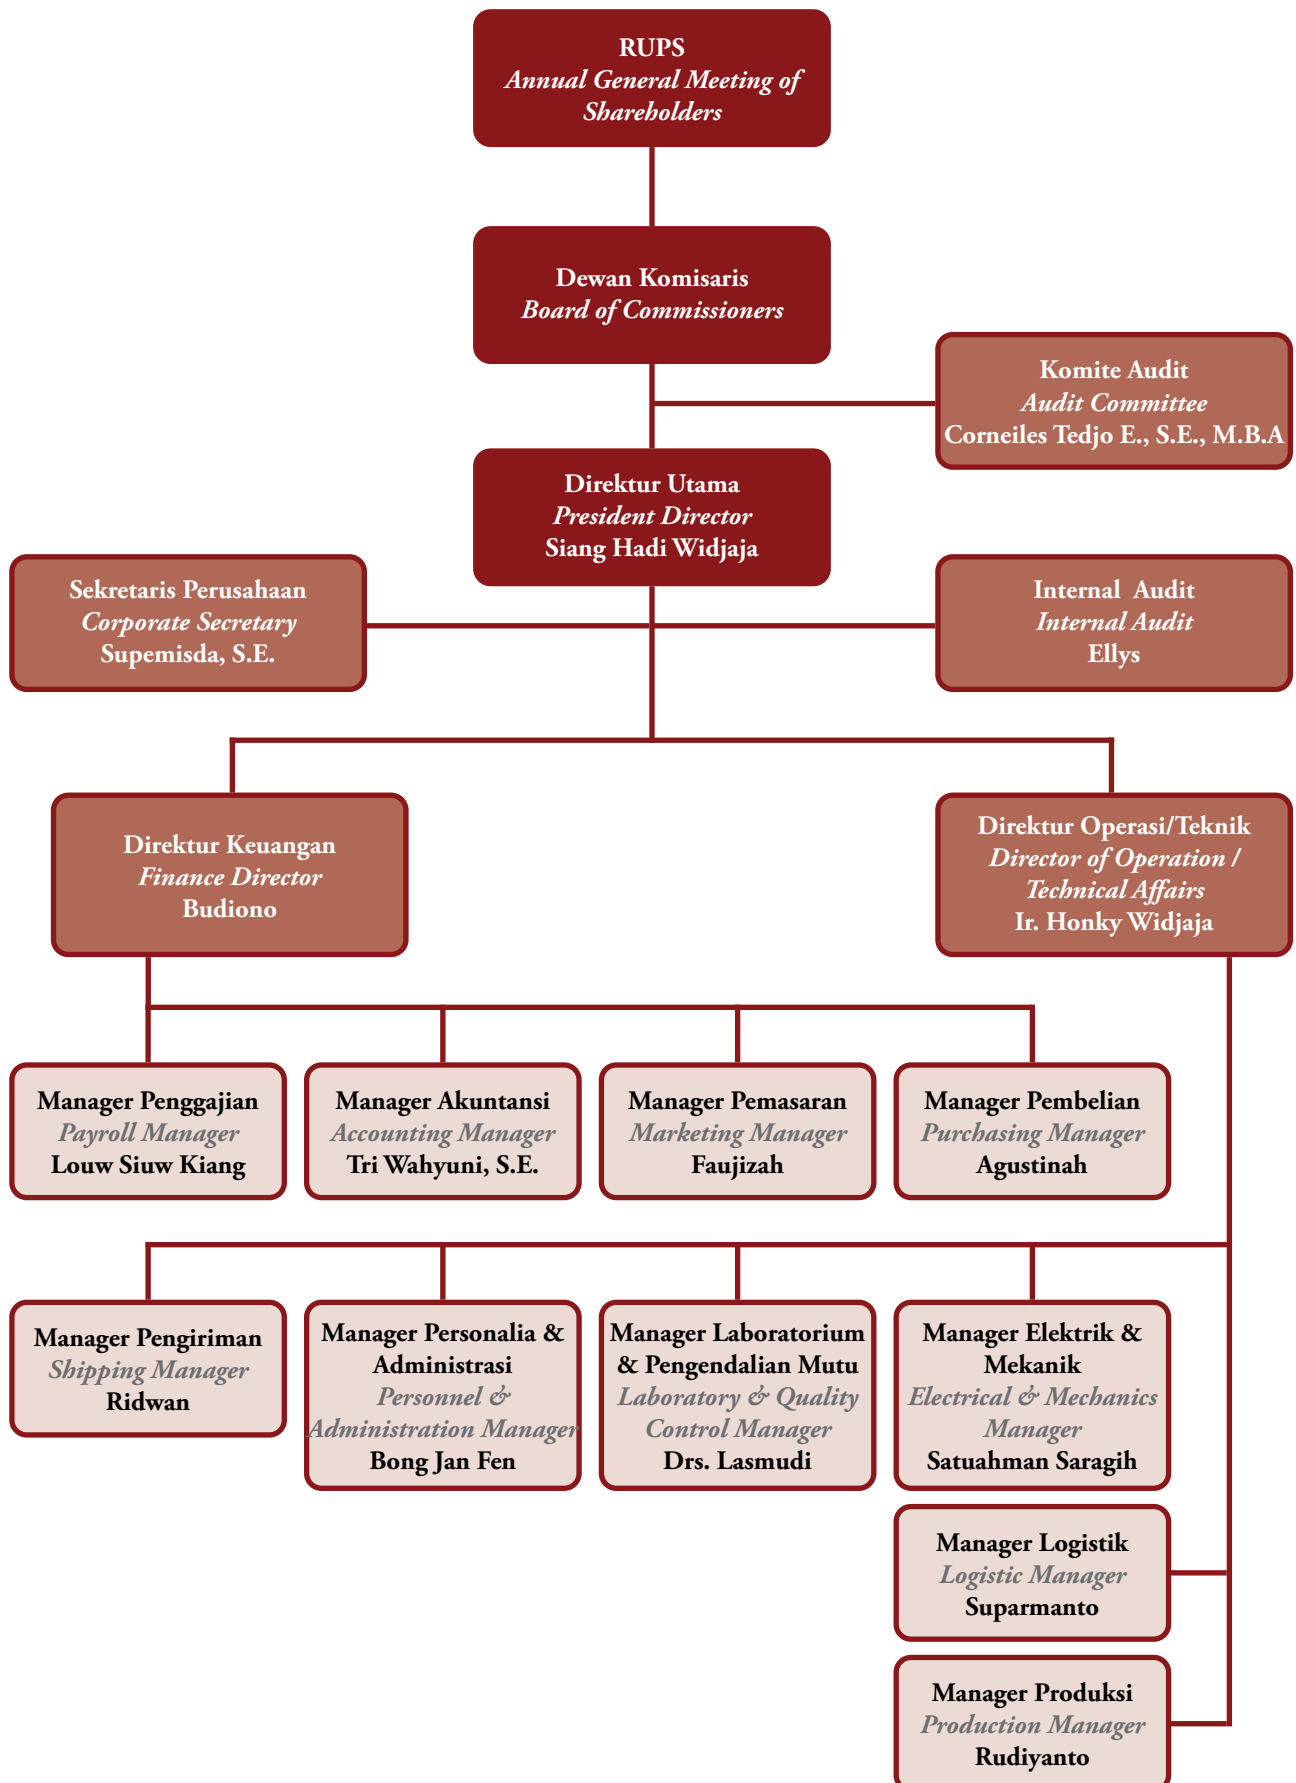 RUPS
Annual General Meeting of
Shareholders
Dewan Komisaris
Board of Commissioners
Komite Audit
Audit Committee
Corneiles Tedjo E., S.E., M.B.A
Direktur Utama
President Director
Siang Hadi Widjaja
Sekretaris Perusahaan
Corporate Secretary
Supemisda, S.E.
Internal Audit
Internal Audit
Ellys
Direktur Keuangan
Finance Director
Budiono
Direktur Operasi/Teknik
Director of Operation /
Technical Affairs
Ir. Honky Widjaja
Manager Penggajian
Payroll Manager
Louw Siuw Kiang
Manager Akuntansi
Accounting Manager
Tri Wahyuni, S.E.
Manager Pemasaran
Marketing Manager
Faujizah
Manager Pembelian
Purchasing Manager
Agustinah
Manager Pengiriman
Shipping Manager
Ridwan
Manager Personalia &
Administrasi
Personnel &
Administration Manager
Bong Jan Fen
Manager Laboratorium
& Pengendalian Mutu
Laboratory & Quality
Control Manager
Drs. Lasmudi
Manager Elektrik &
Mekanik
Electrical & Mechanics
Manager
Satuahman Saragih
Manager Logistik
Logistic Manager
Suparmanto
Manager Produksi
Production Manager
Rudiyanto